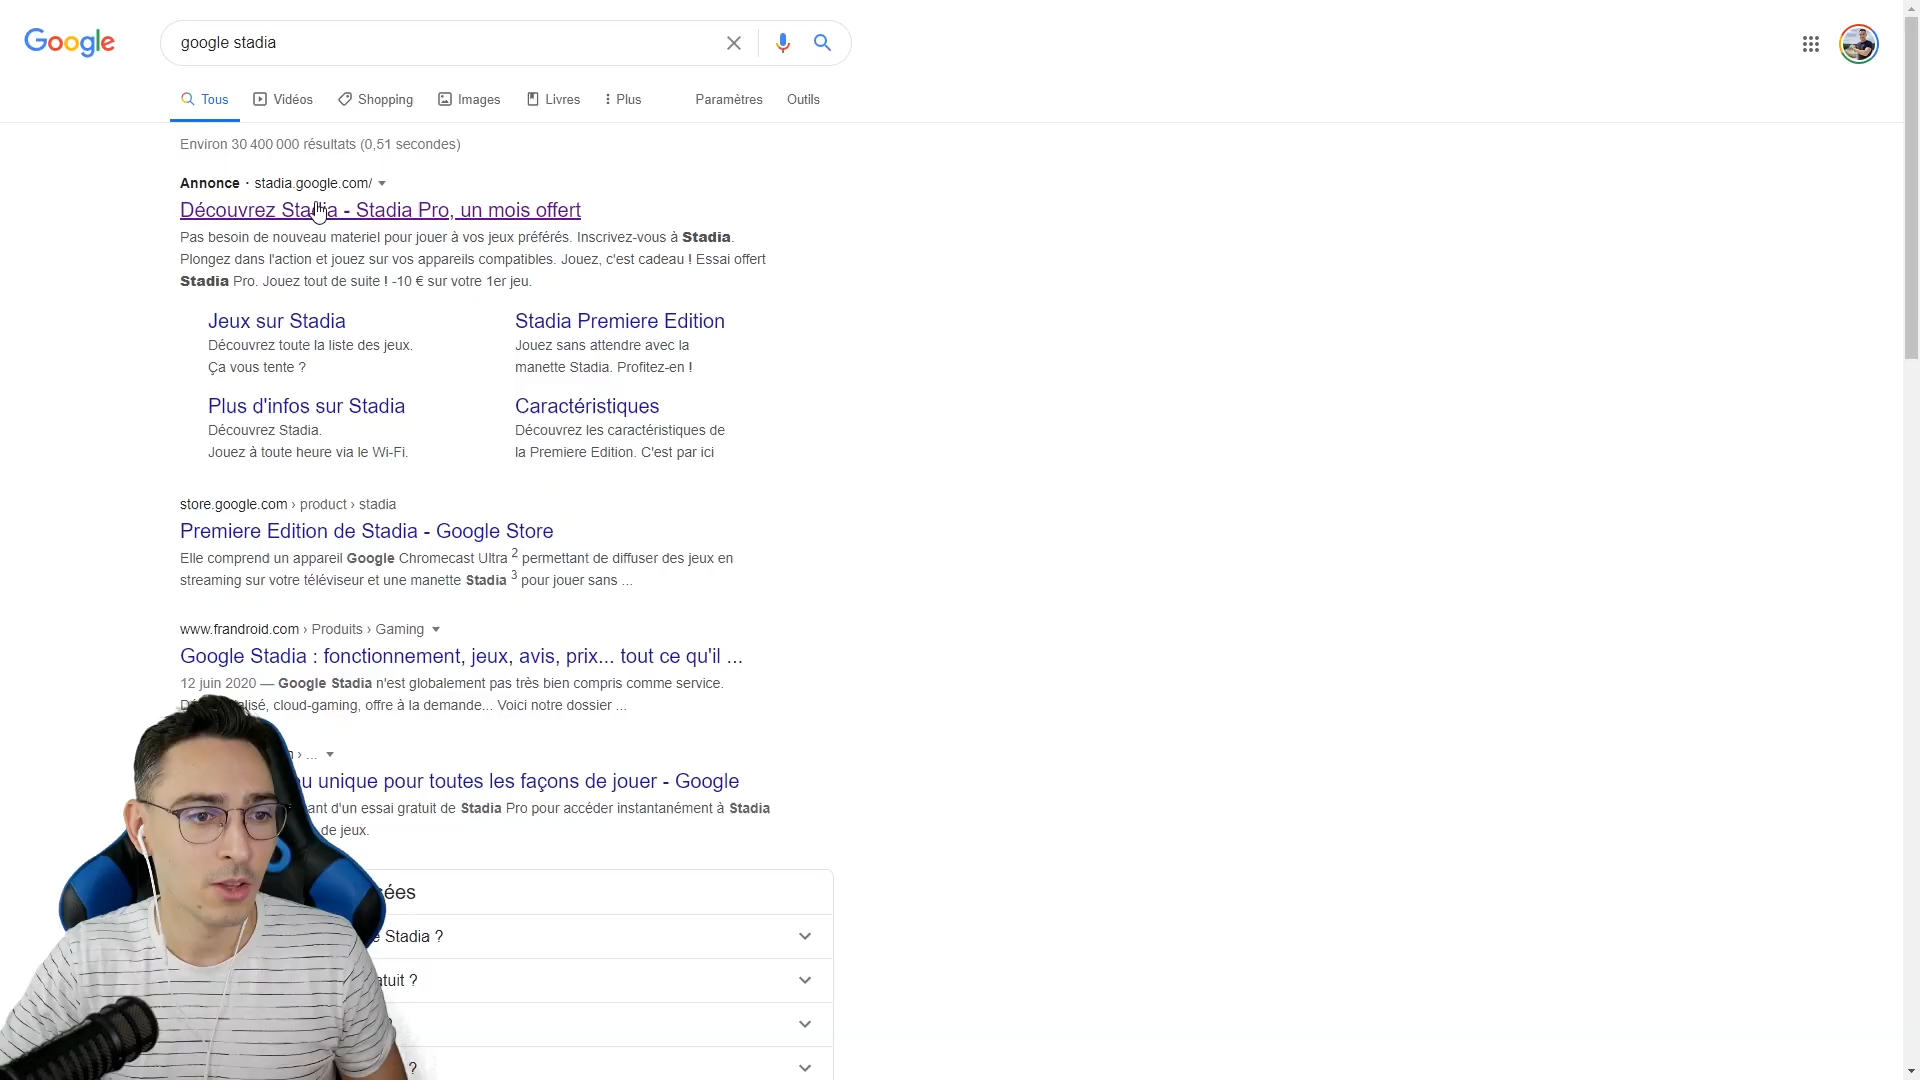 Google
google stadia
Tous
Vidéos
Shopping
Images
Livres
Plus
Paramètres
Outils
Environ 30 400 000 résultats (0,51 secondes)
Annonce · stadia.google.com/
Découvrez Stadia - Stadia Pro, un mois offert
Pas besoin de nouveau materiel pour jouer à vos jeux préférés. Inscrivez-vous à Stadia.
Plongez dans l'action et jouez sur vos appareils compatibles. Jouez, c'est cadeau ! Essai offert
Stadia Pro. Jouez tout de suite ! -10 € sur votre 1er jeu.
Jeux sur Stadia
Découvrez toute la liste des jeux.
Ça vous tente ?
Stadia Premiere Edition
Jouez sans attendre avec la
manette Stadia. Profitez-en !
Plus d'infos sur Stadia
Découvrez Stadia.
Jouez à toute heure via le Wi-Fi.
Caractéristiques
Découvrez les caractéristiques de
la Premiere Edition. C'est par ici
store.google.com › product › stadia
Premiere Edition de Stadia - Google Store
Elle comprend un appareil Google Chromecast Ultra 2 permettant de diffuser des jeux en
streaming sur votre téléviseur et une manette Stadia 3 pour jouer sans ...
www.frandroid.com › Produits › Gaming
Google Stadia : fonctionnement, jeux, avis, prix... tout ce qu'il ...
12 juin 2020 — Google Stadia n'est globalement pas très bien compris comme service.
cloud-gaming, offre à la demande... Voici notre dossier ...
› ...
unique pour toutes les façons de jouer - Google
d'un essai gratuit de Stadia Pro pour accéder instantanément à Stadia
de jeux.
Stadia ?
?
?